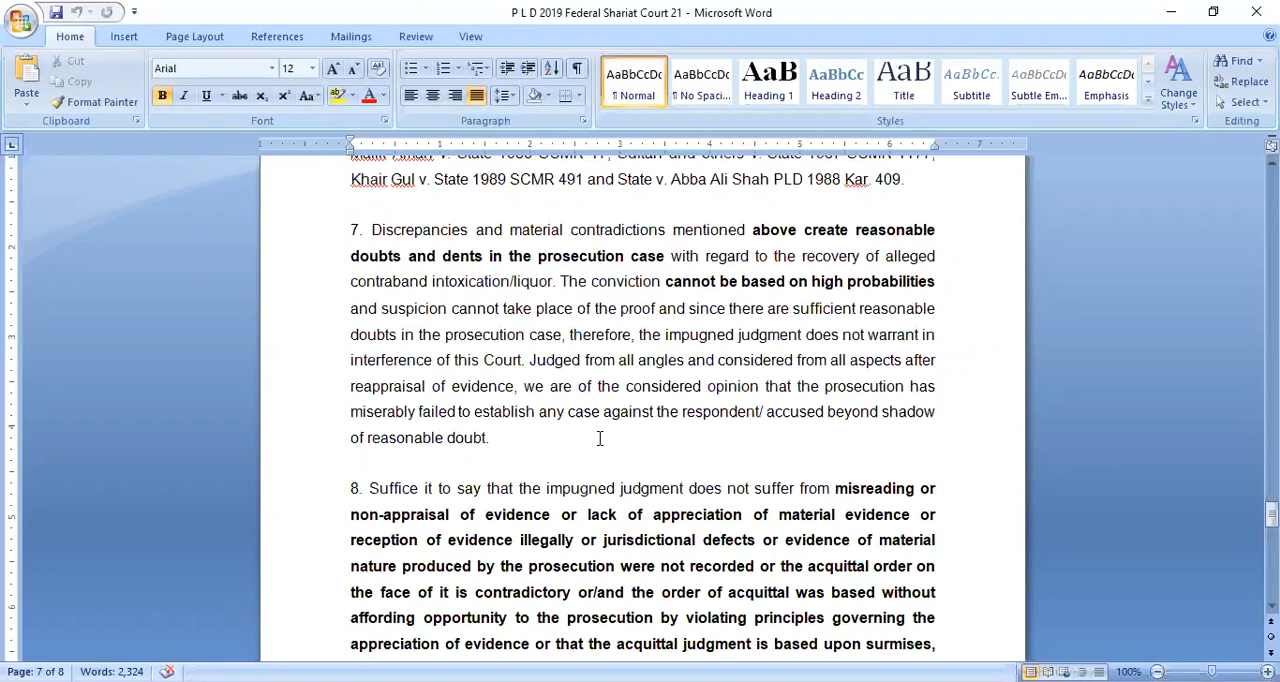 P L D 2019 Federal Shariat Court 21 - Microsoft Word
Home Insert Page Layout References Mailings Review View
Paste
Cut
Copy
Format Painter
Clipboard
Arial 12
Font
Paragraph
AaBbCcDc AaBbCcDc AaB AaBbCc AaB AaBbCc. AaBbCcDc AaBbCcDc
¶ Normal ¶ No Spaci... Heading 1 Heading 2 Title Subtitle Subtle Em... Emphasis
Change Styles
Styles
Find
Replace
Select
Editing
Khair Gul v. State 1989 SCMR 491 and State v. Abba Ali Shah PLD 1988 Kar. 409.
7. Discrepancies and material contradictions mentioned above create reasonable
doubts and dents in the prosecution case with regard to the recovery of alleged
contraband intoxication/liquor. The conviction cannot be based on high probabilities
and suspicion cannot take place of the proof and since there are sufficient reasonable
doubts in the prosecution case, therefore, the impugned judgment does not warrant in
interference of this Court. Judged from all angles and considered from all aspects after
reappraisal of evidence, we are of the considered opinion that the prosecution has
miserably failed to establish any case against the respondent/ accused beyond shadow
of reasonable doubt.
8. Suffice it to say that the impugned judgment does not suffer from misreading or
non-appraisal of evidence or lack of appreciation of material evidence or
reception of evidence illegally or jurisdictional defects or evidence of material
nature produced by the prosecution were not recorded or the acquittal order on
the face of it is contradictory or/and the order of acquittal was based without
affording opportunity to the prosecution by violating principles governing the
appreciation of evidence or that the acquittal judgment is based upon surmises,
Page: 7 of 8 Words: 2,324 100%